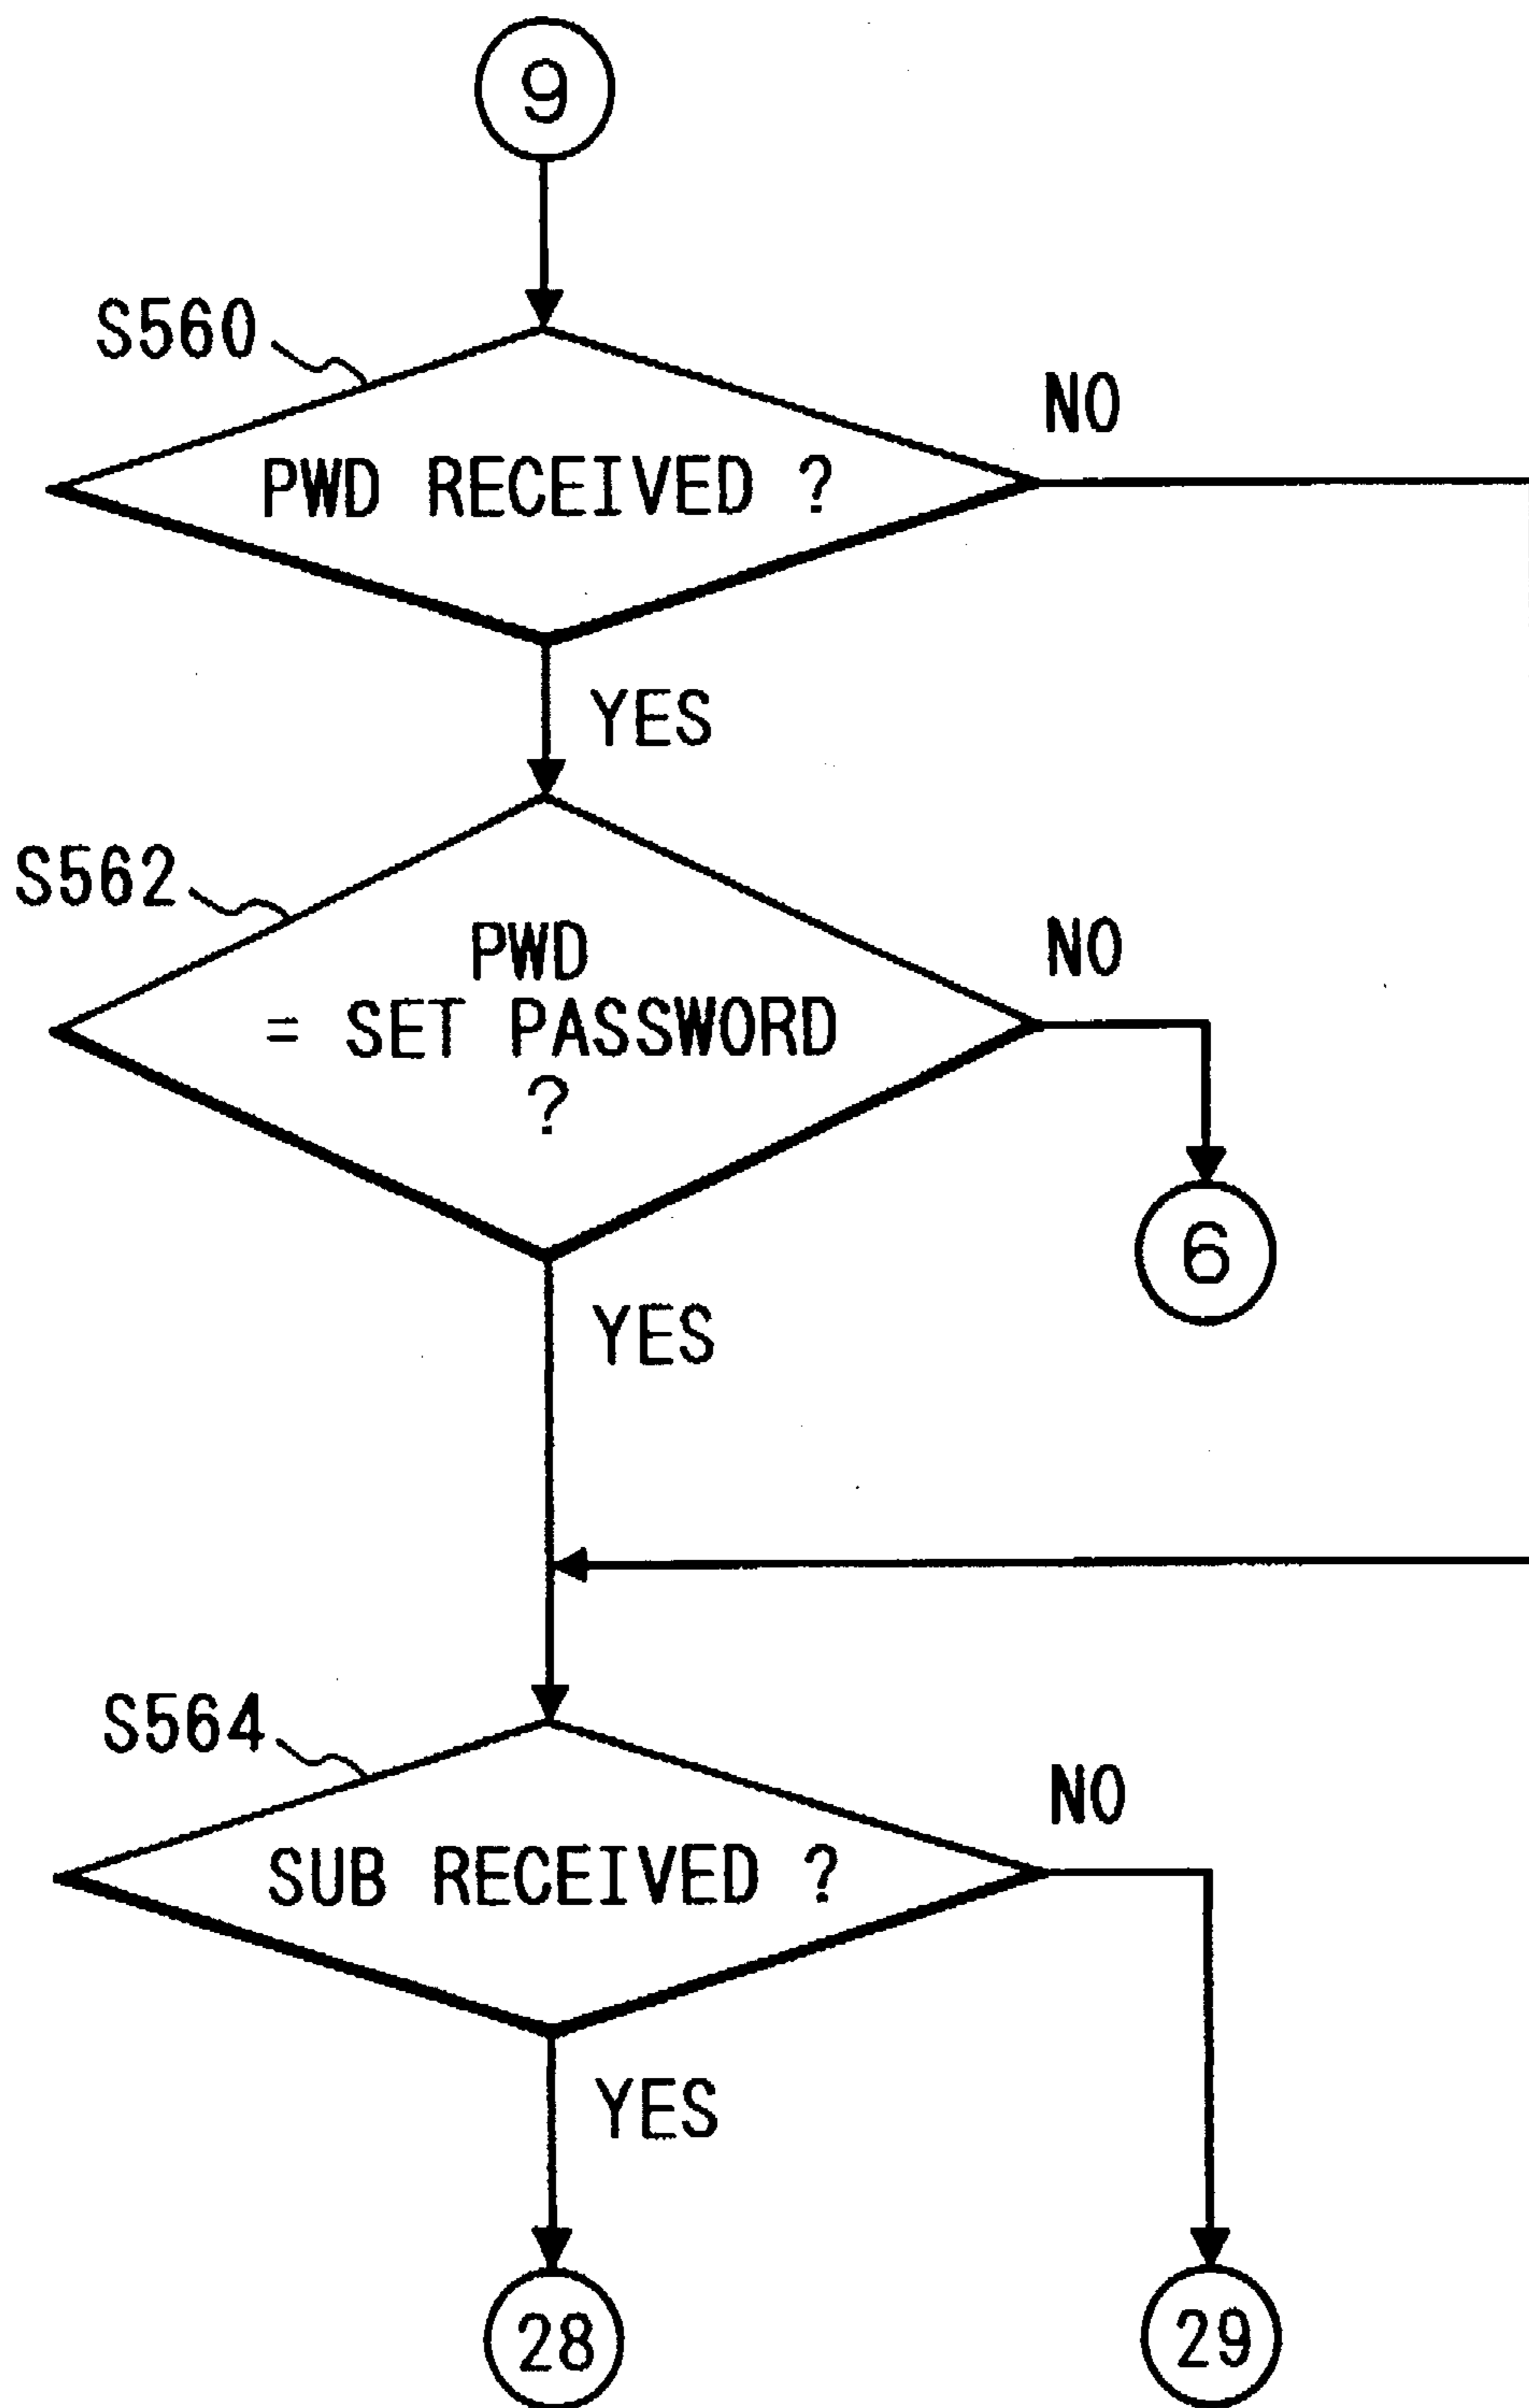 9
S560
NO
PWD RECEIVED ?
YES
S562
NO
PWD
= SET PASSWORD
?
6
YES
S564
NO
SUB RECEIVED ?
YES
28
29